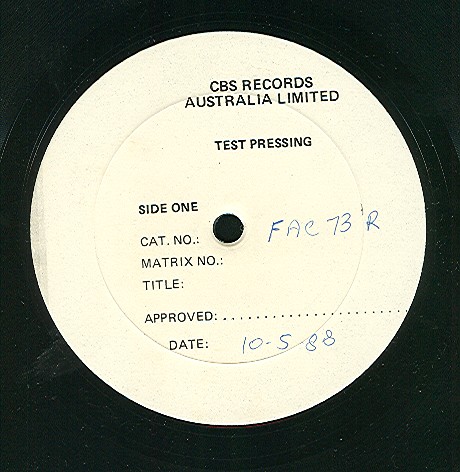 CBS RECORDS
AUSTRALIA LIMITED
TEST PRESSING
SIDE ONE
CAT. NO.: FAC 73 R
MATRIX NO.:
TITLE:
APPROVED: ..............................
DATE: 10-5-88